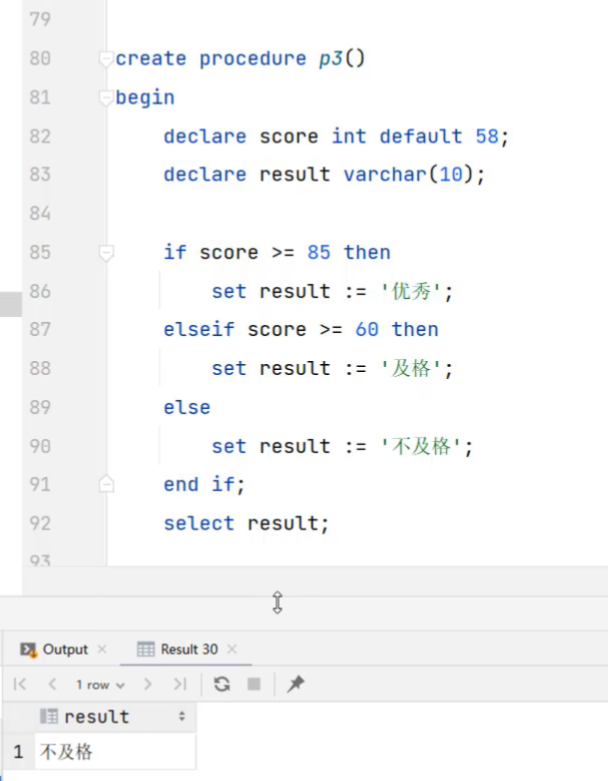 79
80 create procedure p3()
81 begin
82 declare score int default 58;
83 declare result varchar(10);
84
85 if score >= 85 then
86 set result := '优秀';
87 elseif score >= 60 then
88 set result := '及格';
89 else
90 set result := '不及格';
91 end if;
92 select result;
93
Output × Result 30 ×
1 row
result
1 不及格